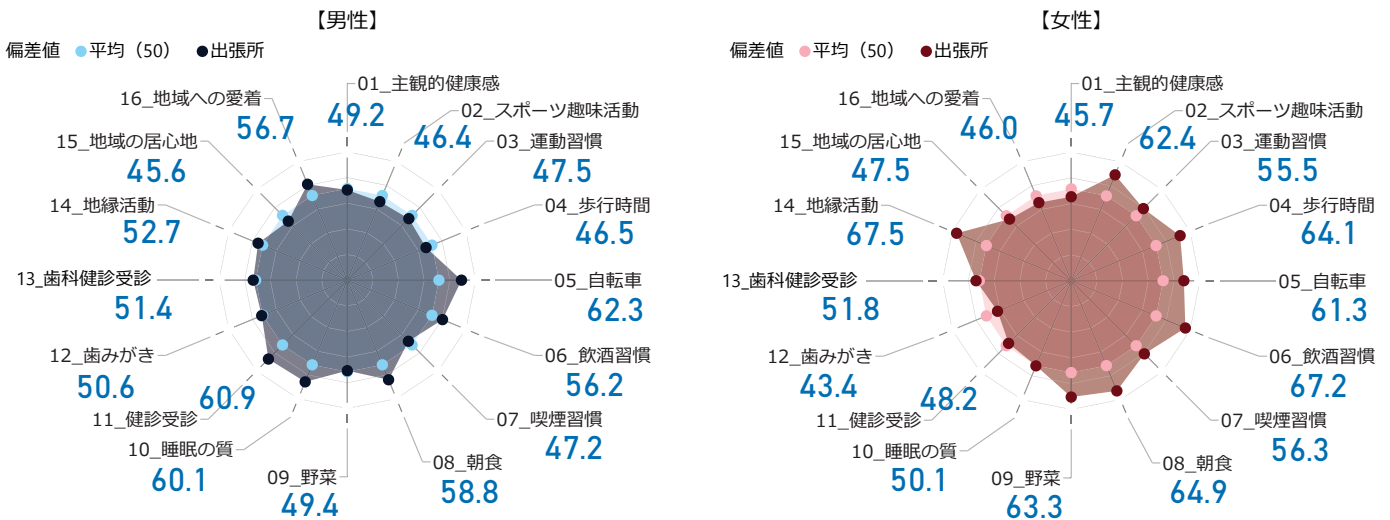 【男性】
偏差値 ●平均（50） ●出張所
01_主観的健康感
49.2
02_スポーツ趣味活動
46.4
03_運動習慣
47.5
04_歩行時間
46.5
05_自転車
62.3
06_飲酒習慣
56.2
07_喫煙習慣
47.2
08_朝食
58.8
09_野菜
49.4
10_睡眠の質
60.1
11_健診受診
60.9
12_歯みがき
50.6
13_歯科健診受診
51.4
14_地縁活動
52.7
15_地域の居心地
45.6
16_地域への愛着
56.7
【女性】
偏差値 ●平均（50） ●出張所
01_主観的健康感
45.7
02_スポーツ趣味活動
62.4
03_運動習慣
55.5
04_歩行時間
64.1
05_自転車
61.3
06_飲酒習慣
67.2
07_喫煙習慣
56.3
08_朝食
64.9
09_野菜
63.3
10_睡眠の質
50.1
11_健診受診
48.2
12_歯みがき
43.4
13_歯科健診受診
51.8
14_地縁活動
67.5
15_地域の居心地
47.5
16_地域への愛着
46.0